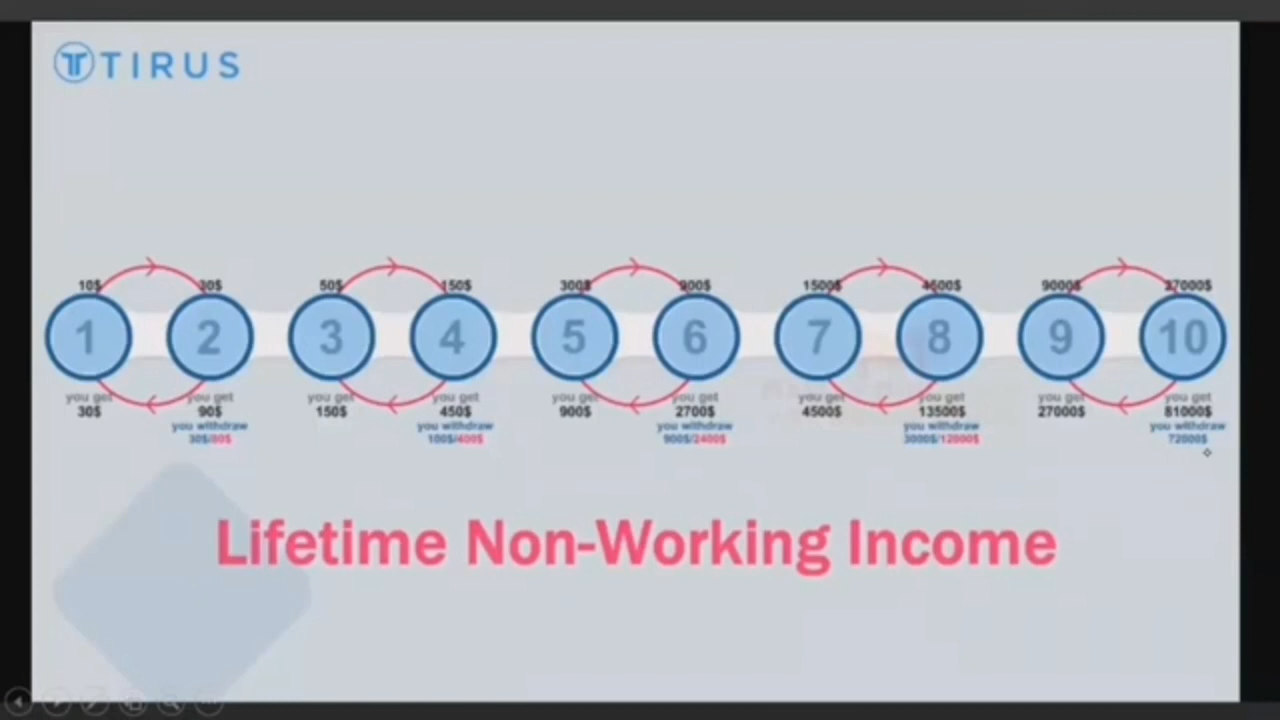 TIRUS
10$ 30$ 50$ 150$ 300$ 900$ 1500$ 4500$ 9000$ 27000$
1 2 3 4 5 6 7 8 9 10
you get you get you get you get you get you get you get you get you get you get
30$ 90$ 150$ 450$ 900$ 2700$ 4500$ 13500$ 27000$ 81000$
you withdraw you withdraw you withdraw you withdraw you withdraw
30$/80$ 100$/400$ 900$/2400$ 3000$/12000$ 72000$
Lifetime Non-Working Income